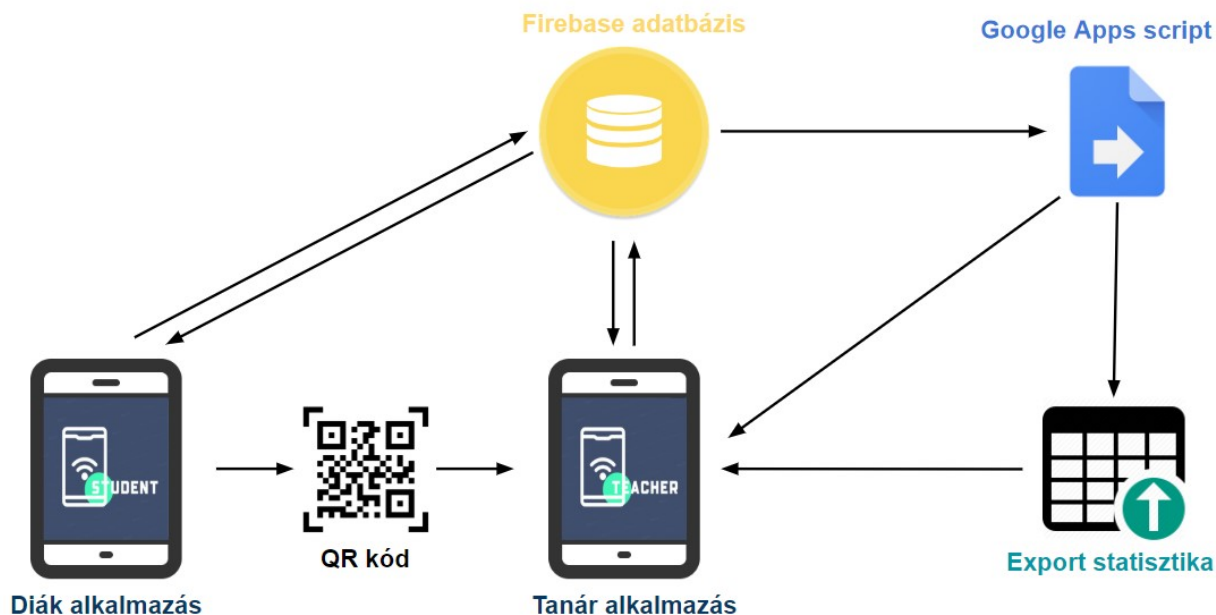 Firebase adatbázis
Google Apps script
STUDENT
TEACHER
QR kód
Export statisztika
Diák alkalmazás
Tanár alkalmazás